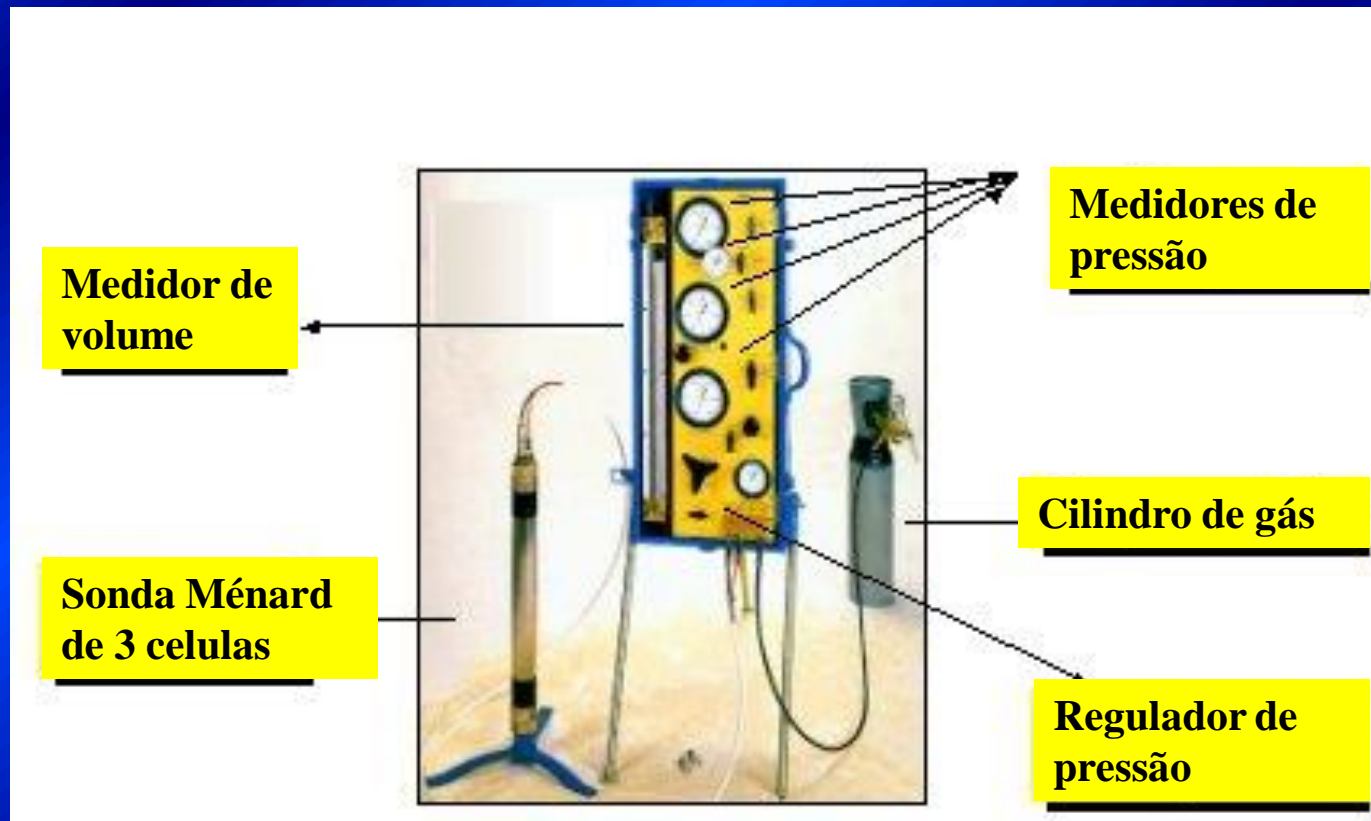 Medidores de
pressão
Medidor de
volume
Cilindro de gás
Sonda Ménard
de 3 celulas
Regulador de
pressão